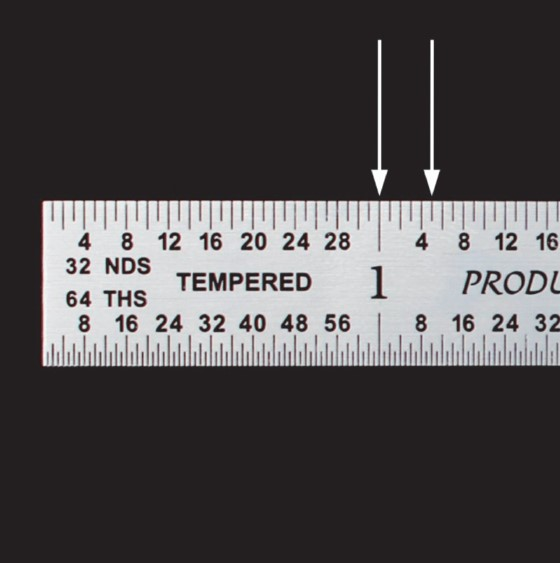 4 8 12 16 20 24 28 4 8 12 16
32 NDS
TEMPERED 1
64 THS
8 16 24 32 40 48 56 8 16 24 32